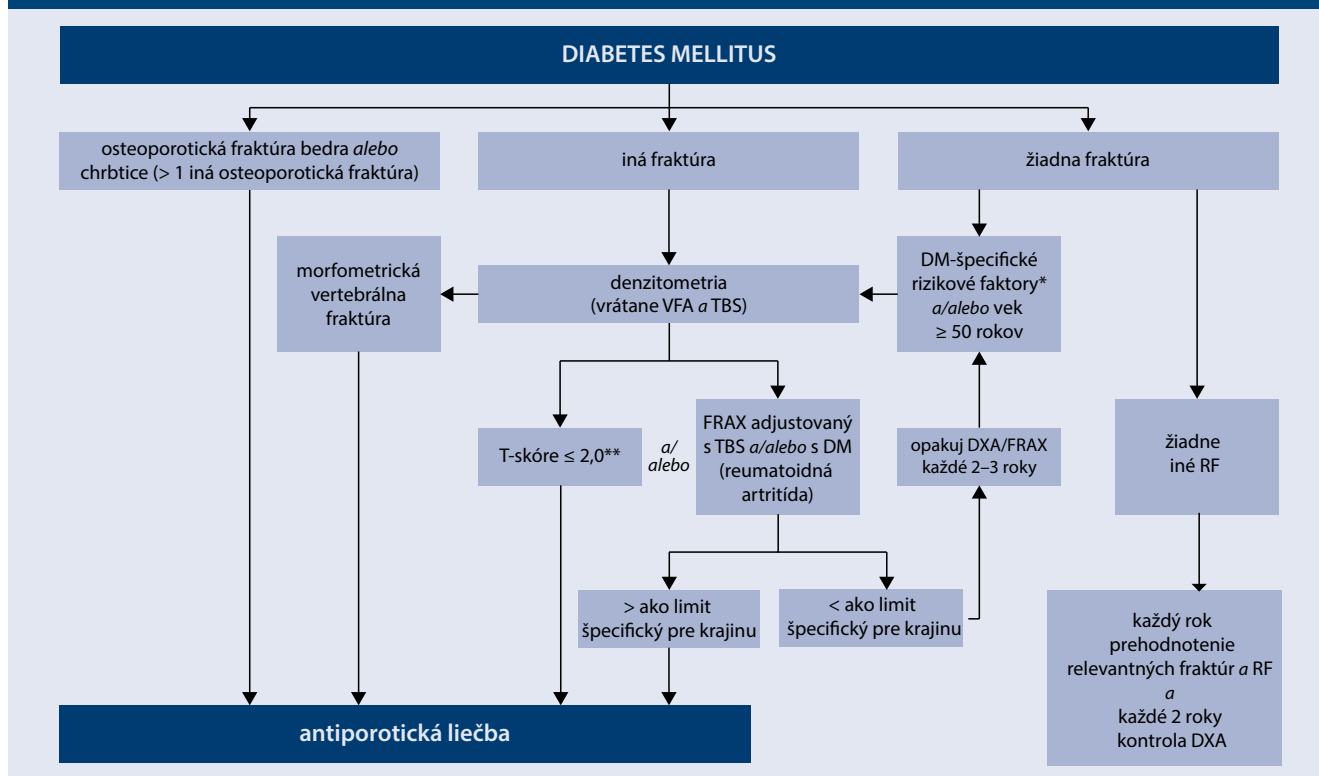 DIABETES MELLITUS
osteoporotická fraktúra bedra alebo
chrbtice (> 1 iná osteoporotická fraktúra)
iná fraktúra
žiadna fraktúra
morfometrická
vertebrálna
fraktúra
denzitometria
(vrátane VFA a TBS)
DM-špecifické
rizikové faktory*
a/alebo vek
≥ 50 rokov
T-skóre ≤ 2,0**
a/
alebo
FRAX adjustovaný
s TBS a/alebo s DM
(reumatoidná
artritída)
opakuj DXA/FRAX
každé 2–3 roky
žiadne
iné RF
> ako limit
špecifický pre krajinu
< ako limit
špecifický pre krajinu
každý rok
prehodnotenie
relevantných fraktúr a RF
a
každé 2 roky
kontrola DXA
antiporotická liečba